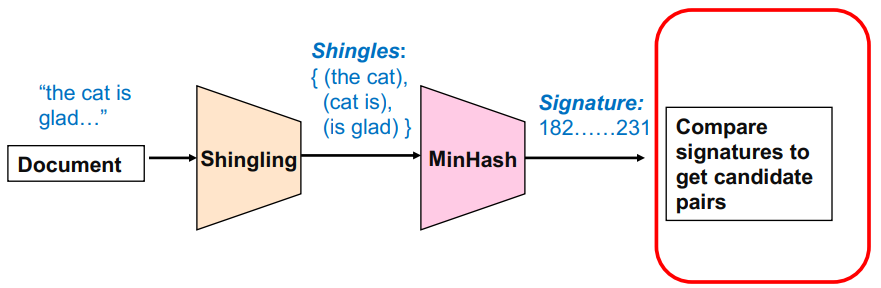 “the cat is
glad…”
Document
Shingling
Shingles:
{ (the cat),
(cat is),
(is glad) }
MinHash
Signature:
182……231
Compare
signatures to
get candidate
pairs